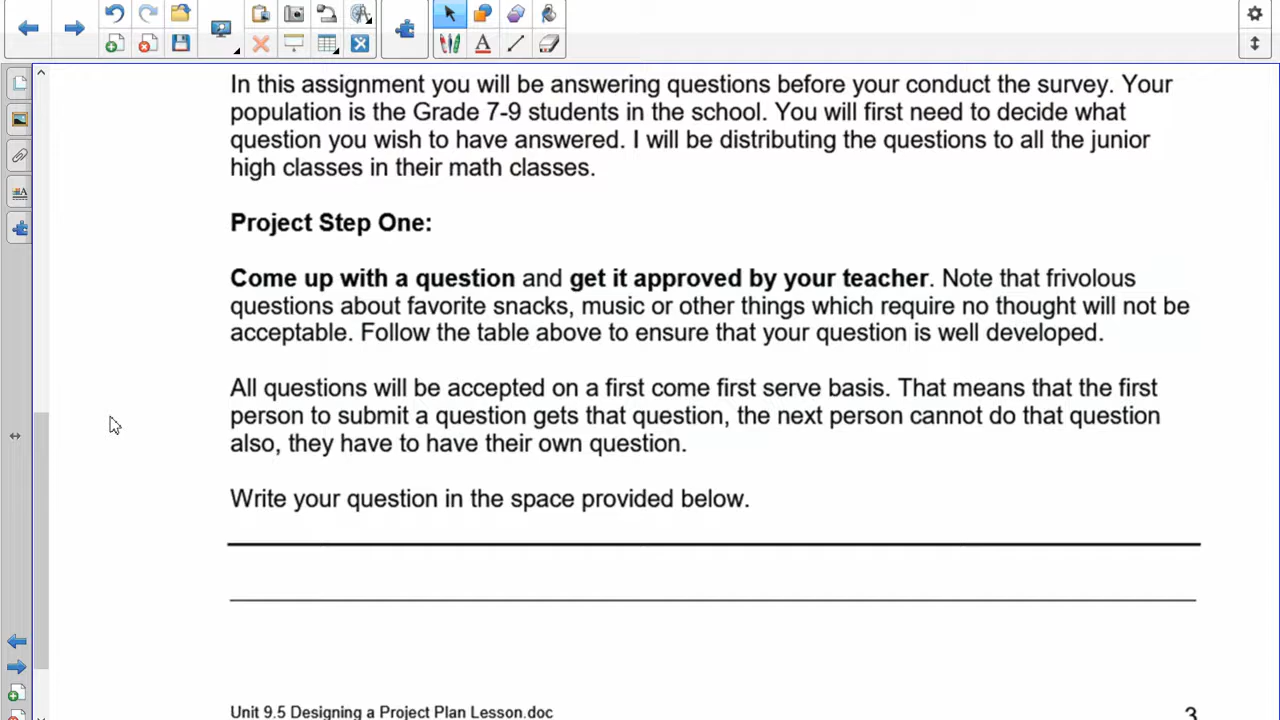 In this assignment you will be answering questions before your conduct the survey. Your
population is the Grade 7-9 students in the school. You will first need to decide what
question you wish to have answered. I will be distributing the questions to all the junior
high classes in their math classes.
Project Step One:
Come up with a question and get it approved by your teacher. Note that frivolous
questions about favorite snacks, music or other things which require no thought will not be
acceptable. Follow the table above to ensure that your question is well developed.
All questions will be accepted on a first come first serve basis. That means that the first
person to submit a question gets that question, the next person cannot do that question
also, they have to have their own question.
Write your question in the space provided below.
Unit 9.5 Designing a Project Plan Lesson.doc
3